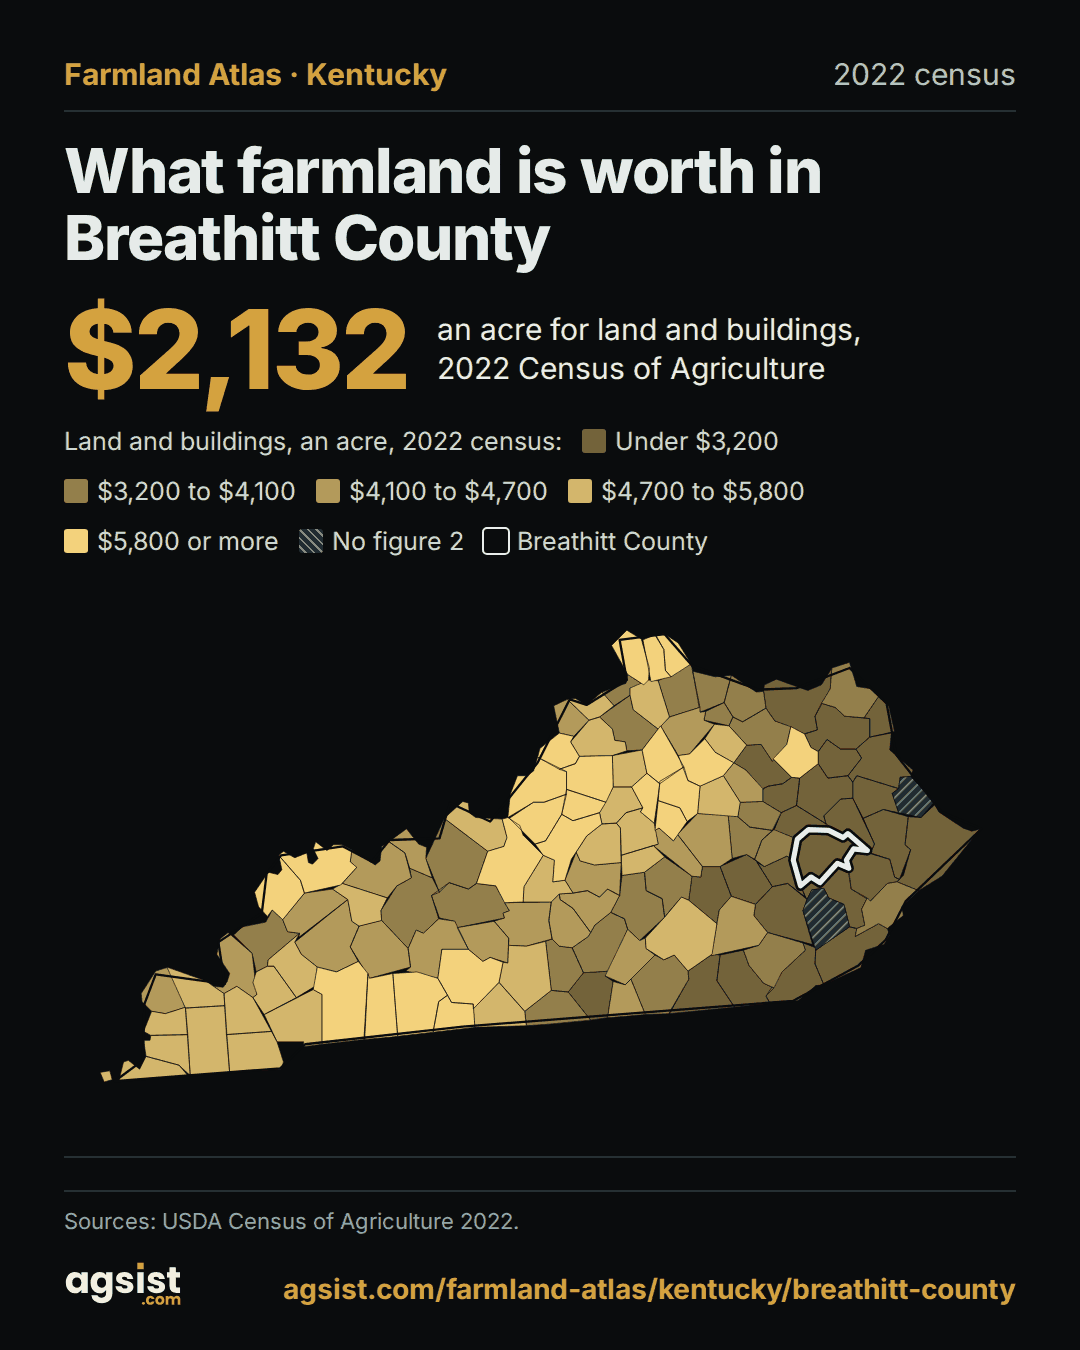 Farmland Atlas · Kentucky
2022 census
What farmland is worth in
Breathitt County
$2,132
an acre for land and buildings,
2022 Census of Agriculture
Land and buildings, an acre, 2022 census: Under $3,200
$3,200 to $4,100 $4,100 to $4,700 $4,700 to $5,800
$5,800 or more No figure 2 Breathitt County
Sources: USDA Census of Agriculture 2022.
agsist
.com
agsist.com/farmland-atlas/kentucky/breathitt-county